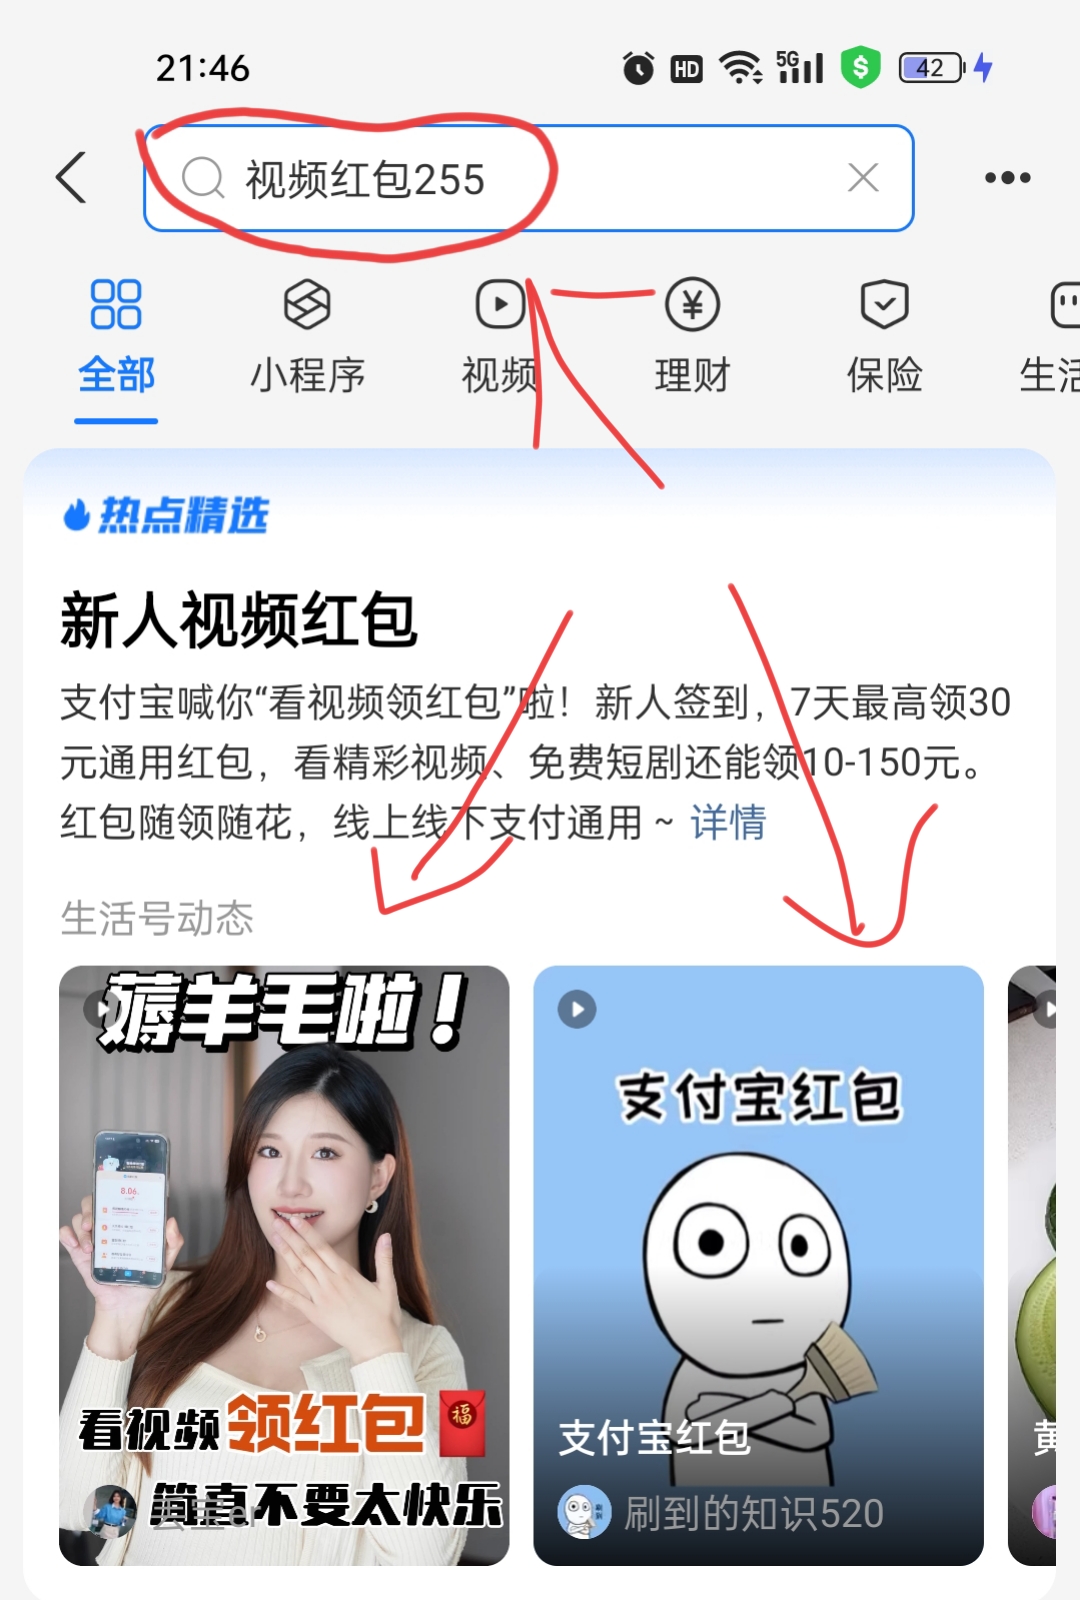 21:46
HD
5G
42
视频红包255
全部 小程序 视频 理财 保险 生活
热点精选
新人视频红包
支付宝喊你“看视频领红包”啦！新人签到，7天最高领30
元通用红包，看精彩视频、免费短剧还能领10-150元。
红包随领随花，线上线下支付通用 ~ 详情
生活号动态
薅羊毛啦！
8.06
看视频领红包
福
简直不要太快乐
支付宝红包
支付宝红包
刷到的知识520
黄